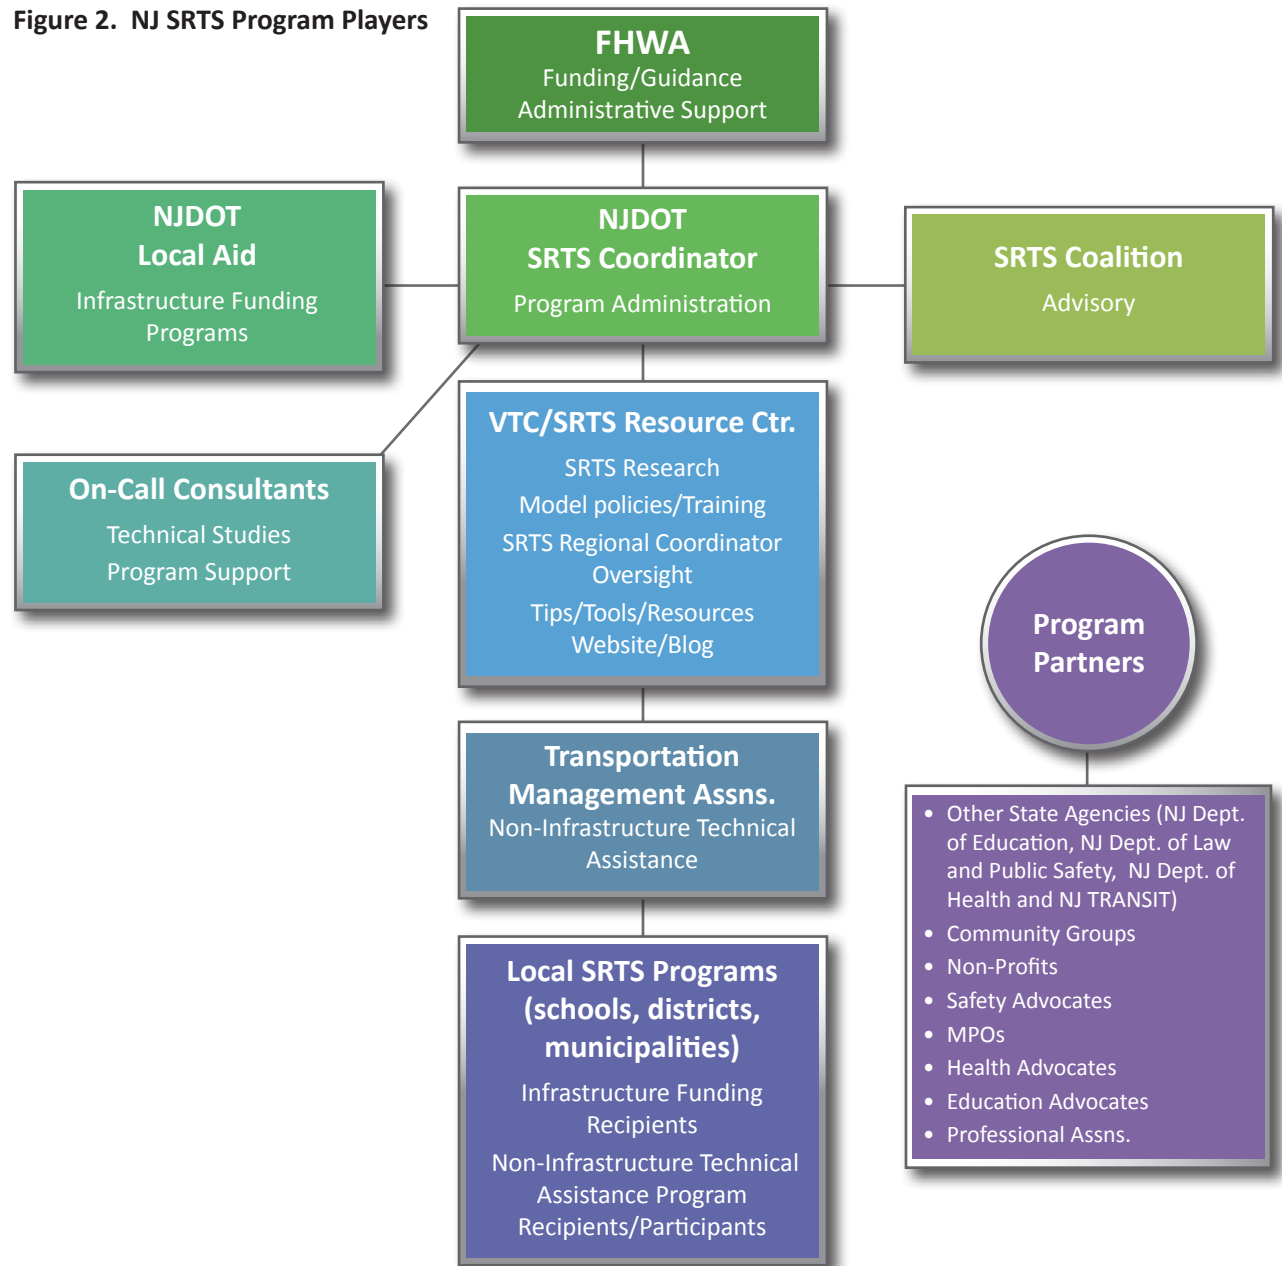 Figure 2.  NJ SRTS Program Players
FHWA
Funding/Guidance
Administrative Support
NJDOT
Local Aid
Infrastructure Funding
Programs
NJDOT
SRTS Coordinator
Program Administration
SRTS Coalition
Advisory
On-Call Consultants
Technical Studies
Program Support
VTC/SRTS Resource Ctr.
SRTS Research
Model policies/Training
SRTS Regional Coordinator
Oversight
Tips/Tools/Resources
Website/Blog
Transportation
Management Assns.
Non-Infrastructure Technical
Assistance
Local SRTS Programs
(schools, districts,
municipalities)
Infrastructure Funding
Recipients
Non-Infrastructure Technical
Assistance Program
Recipients/Participants
Program
Partners
• Other State Agencies (NJ Dept.
of Education, NJ Dept. of Law
and Public Safety,  NJ Dept. of
Health and NJ TRANSIT)
• Community Groups
• Non-Profits
• Safety Advocates
• MPOs
• Health Advocates
• Education Advocates
• Professional Assns.